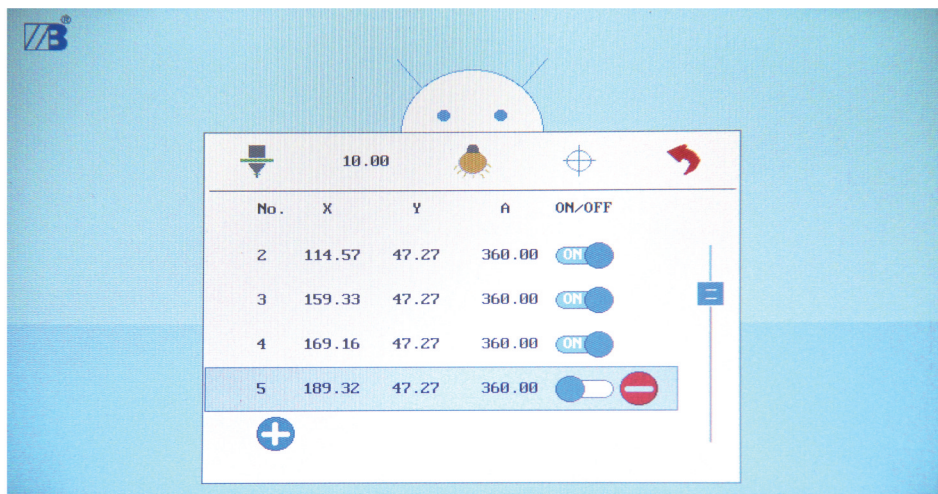 ZB®
10.00
No. X Y A ON/OFF
2 114.57 47.27 360.00 ON
3 159.33 47.27 360.00 ON
4 169.16 47.27 360.00 ON
5 189.32 47.27 360.00